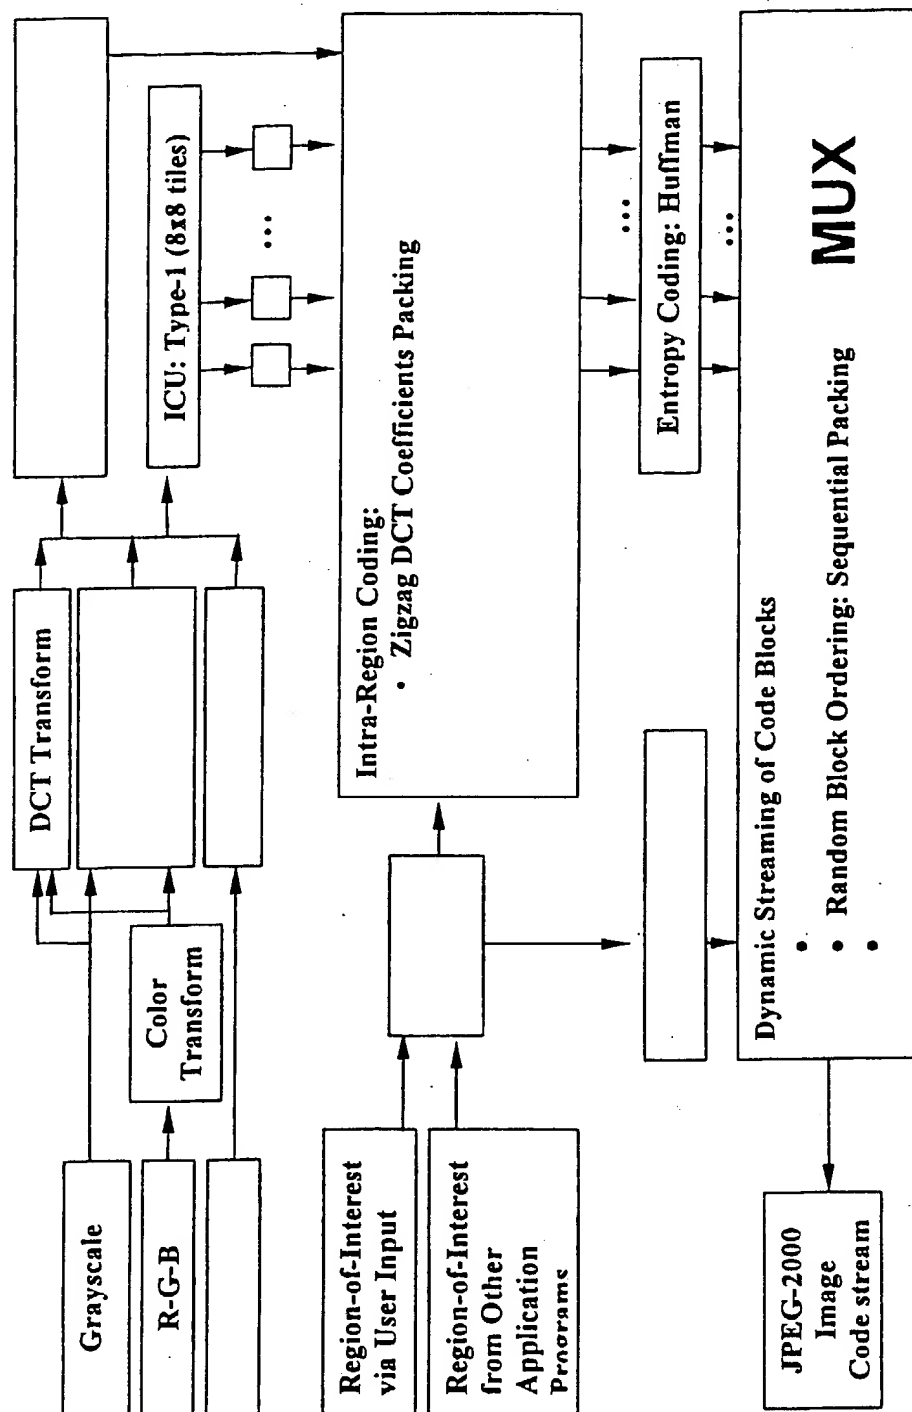 Grayscale
R-G-B
Color
Transform
DCT Transform
ICU: Type-1 (8x8 tiles)
...
Region-of-Interest
via User Input
Region-of-Interest
from Other
Application
Programs
Intra-Region Coding:
• Zigzag DCT Coefficients Packing
...
Entropy Coding: Huffman
...
Dynamic Streaming of Code Blocks
•
• Random Block Ordering: Sequential Packing
•
MUX
JPEG-2000
Image
Code stream